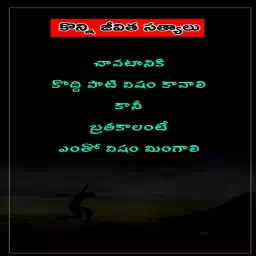 కొన్ని జీవిత సత్యాలు
చావటానికి
కొద్ది పాటి విషం కావాలి
కానీ
బ్రతకాలంటే
ఎంతో విషం మింగాలి